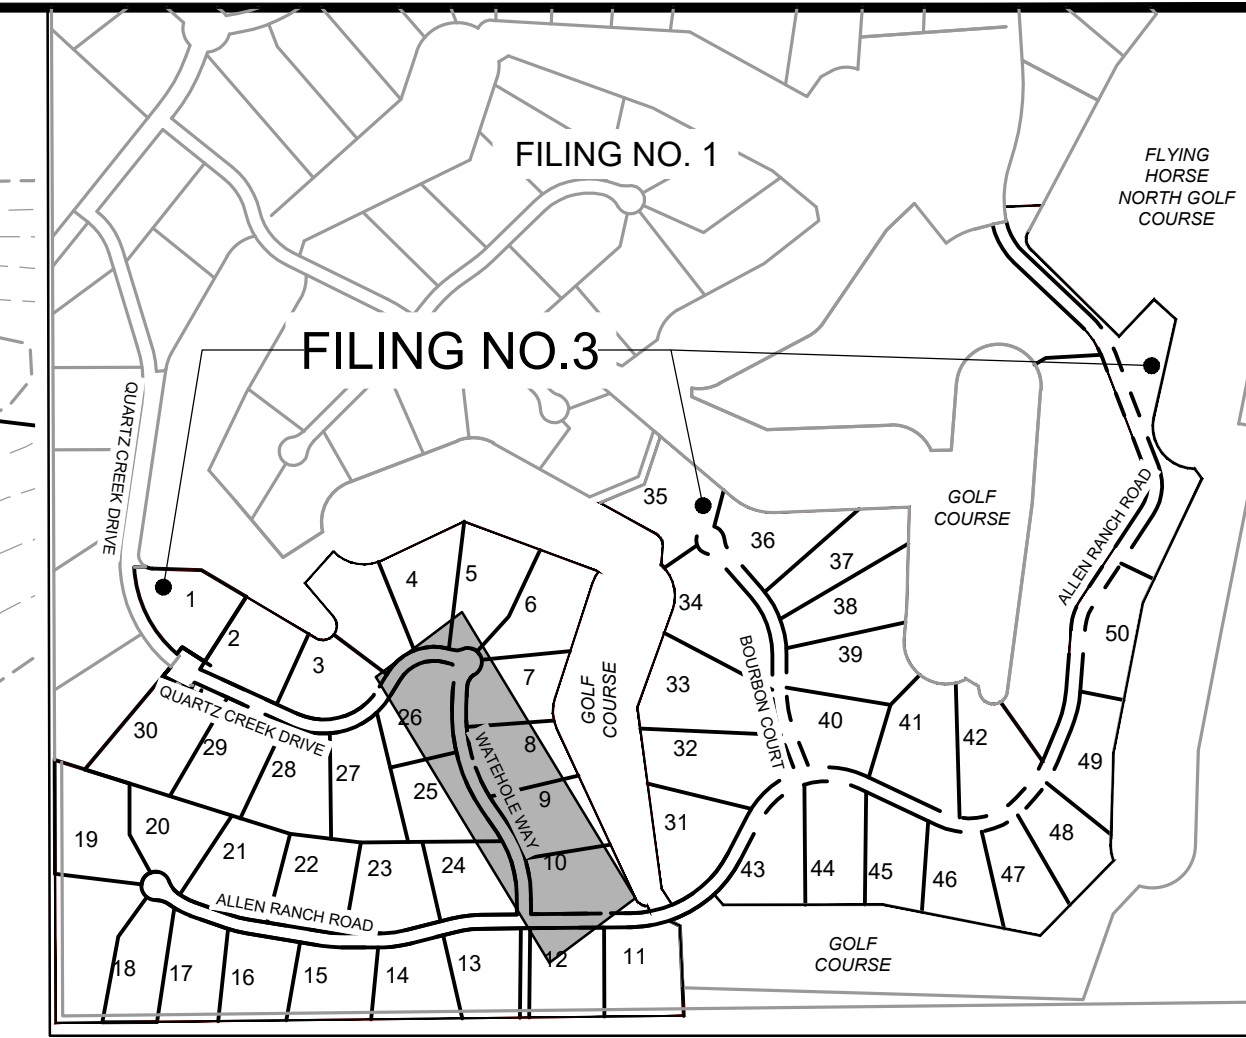 FILING NO. 1
FLYING
HORSE
NORTH GOLF
COURSE
FILING NO.3
QUARTZ CREEK DRIVE
ALLEN RANCH ROAD
GOLF
COURSE
35
36
37
38
39
34
33
32
31
BOURBON COURT
1
2
3
4
5
6
7
8
9
10
GOLF
COURSE
QUARTZ CREEK DRIVE
WATEHOLE WAY
30
29
28
27
26
25
40
41
42
50
49
48
19
20
21
22
23
24
43
44
45
46
47
ALLEN RANCH ROAD
18
17
16
15
14
13
12
11
GOLF
COURSE